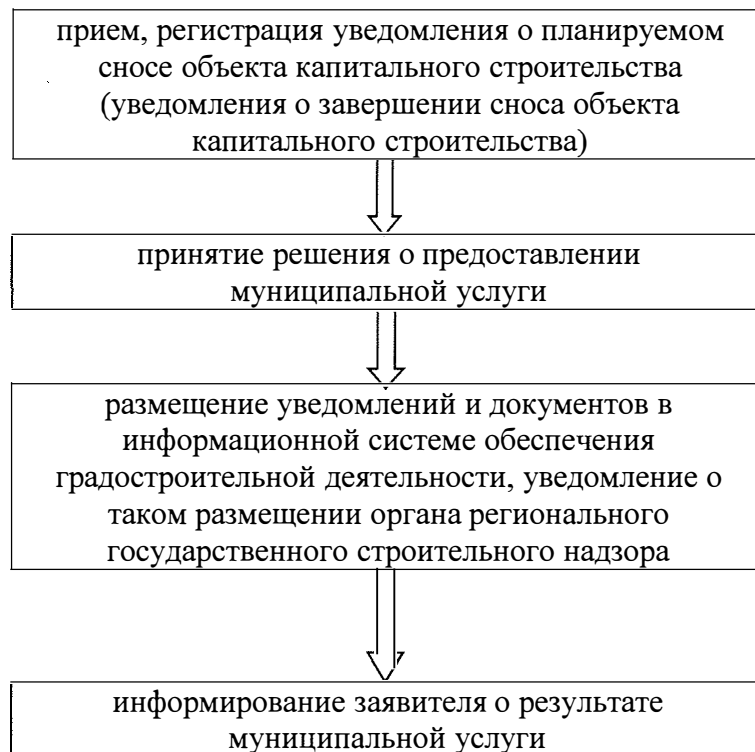 прием, регистрация уведомления о планируемом
сносе объекта капитального строительства
(уведомления о завершении сноса объекта
капитального строительства)
принятие решения о предоставлении
муниципальной услуги
размещение уведомлений и документов в
информационной системе обеспечения
градостроительной деятельности, уведомление о
таком размещении органа регионального
государственного строительного надзора
информирование заявителя о результате
муниципальной услуги